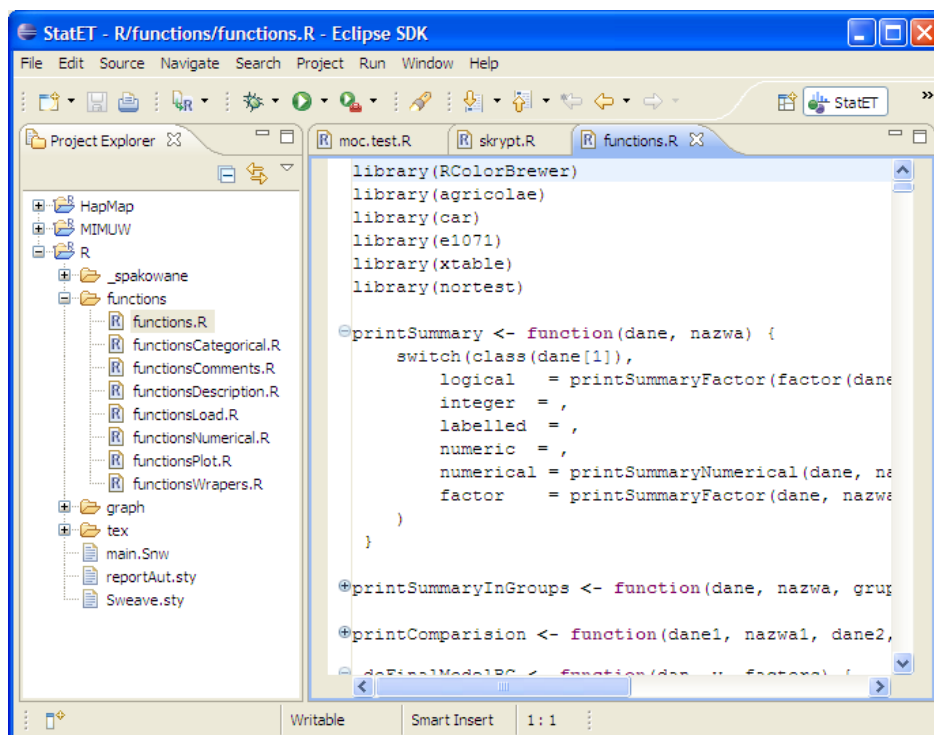 StatET - R/functions/functions.R - Eclipse SDK
File Edit Source Navigate Search Project Run Window Help
StatET
Project Explorer
HapMap
MIMUW
R
_spakowane
functions
functions.R
functionsCategorical.R
functionsComments.R
functionsDescription.R
functionsLoad.R
functionsNumerical.R
functionsPlot.R
functionsWrapers.R
graph
tex
main.Snw
reportAut.sty
Sweave.sty
moc.test.R skrypt.R functions.R
library(RColorBrewer)
library(agricolae)
library(car)
library(e1071)
library(xtable)
library(nortest)
printSummary <- function(dane, nazwa) {
switch(class(dane[1]),
logical = printSummaryFactor(factor(dane
integer = ,
labelled = ,
numeric = ,
numerical = printSummaryNumerical(dane, na
factor = printSummaryFactor(dane, nazwa
)
}
printSummaryInGroups <- function(dane, nazwa, grup
printComparision <- function(dane1, nazwa1, dane2,
Writable Smart Insert 1 : 1